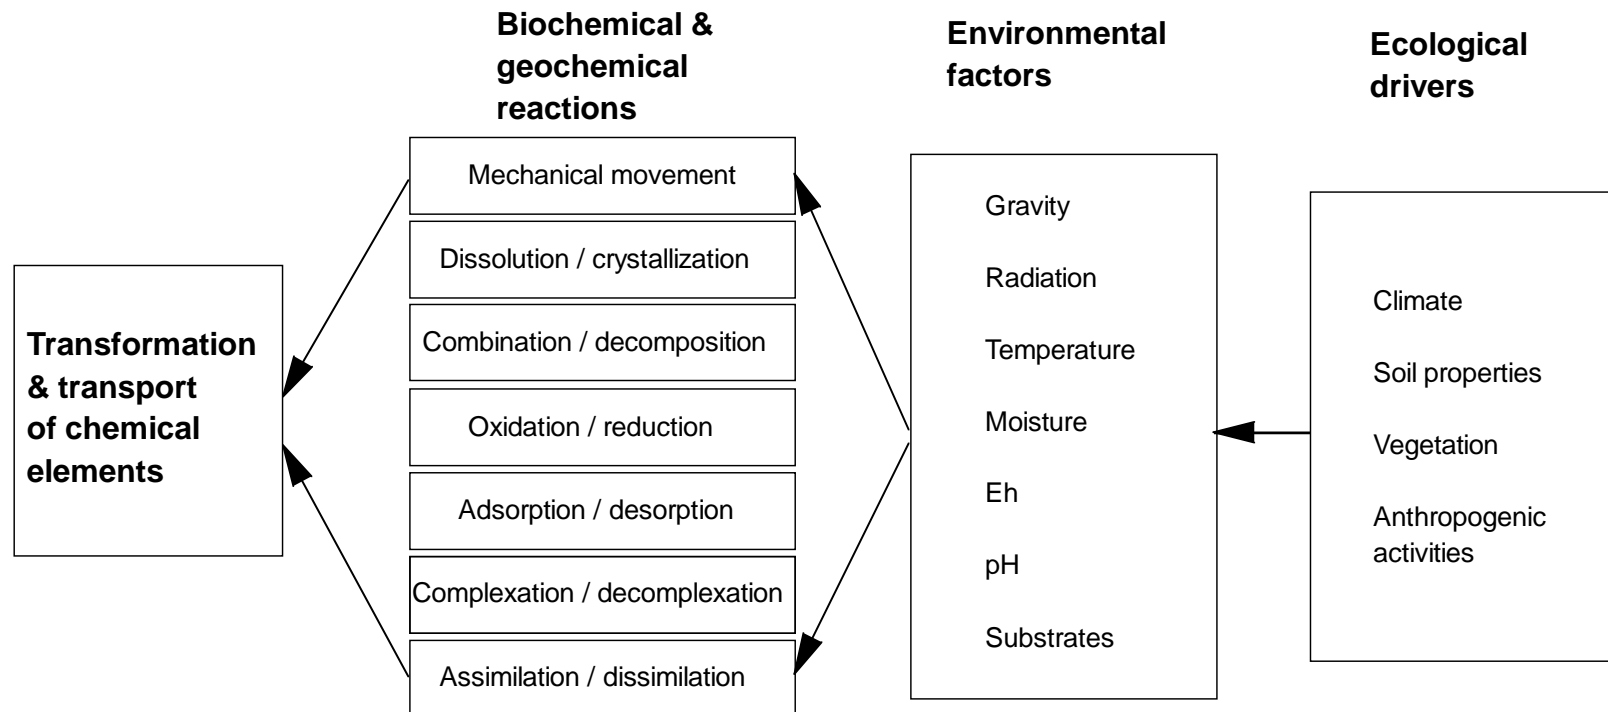 Biochemical &
geochemical
reactions
Environmental
factors
Ecological
drivers
Transformation
& transport
of chemical
elements
Mechanical movement
Dissolution / crystallization
Combination / decomposition
Oxidation / reduction
Adsorption / desorption
Complexation / decomplexation
Assimilation / dissimilation
Gravity
Radiation
Temperature
Moisture
Eh
pH
Substrates
Climate
Soil properties
Vegetation
Anthropogenic
activities